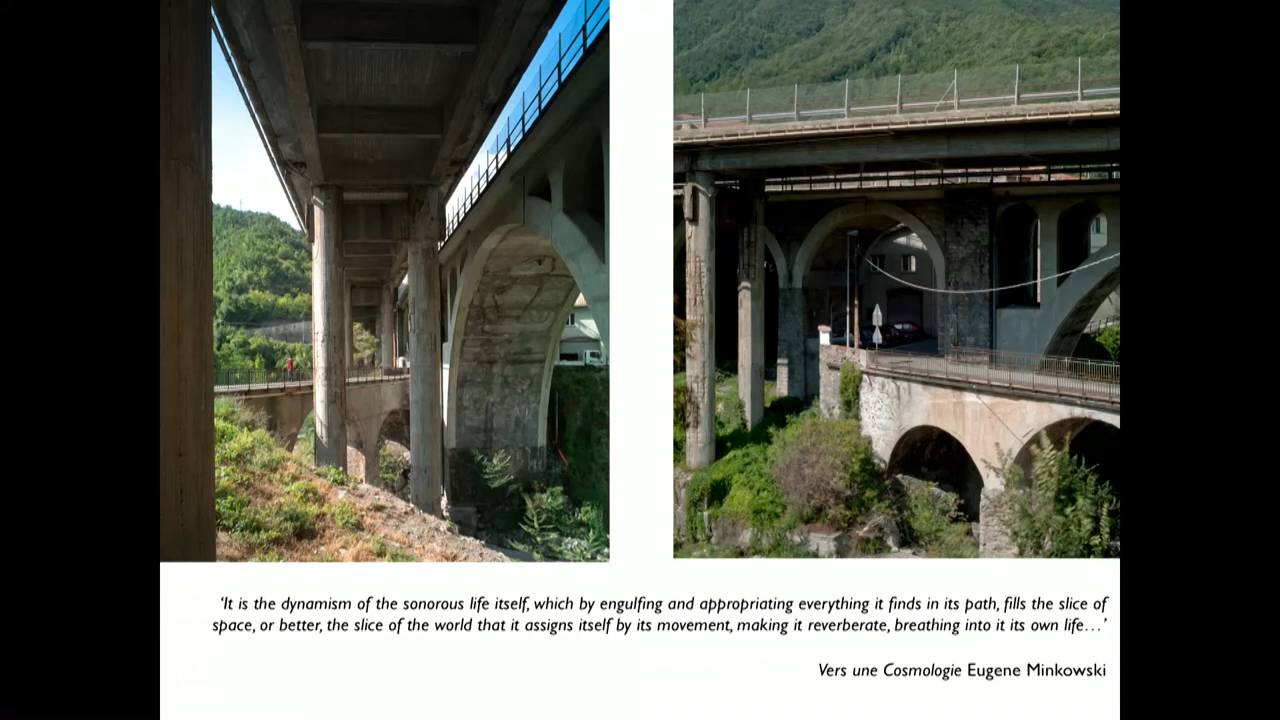 ‘It is the dynamism of the sonorous life itself, which by engulfing and appropriating everything it finds in its path, fills the slice of
space, or better, the slice of the world that it assigns itself by its movement, making it reverberate, breathing into it its own life…’
Vers une Cosmologie Eugene Minkowski